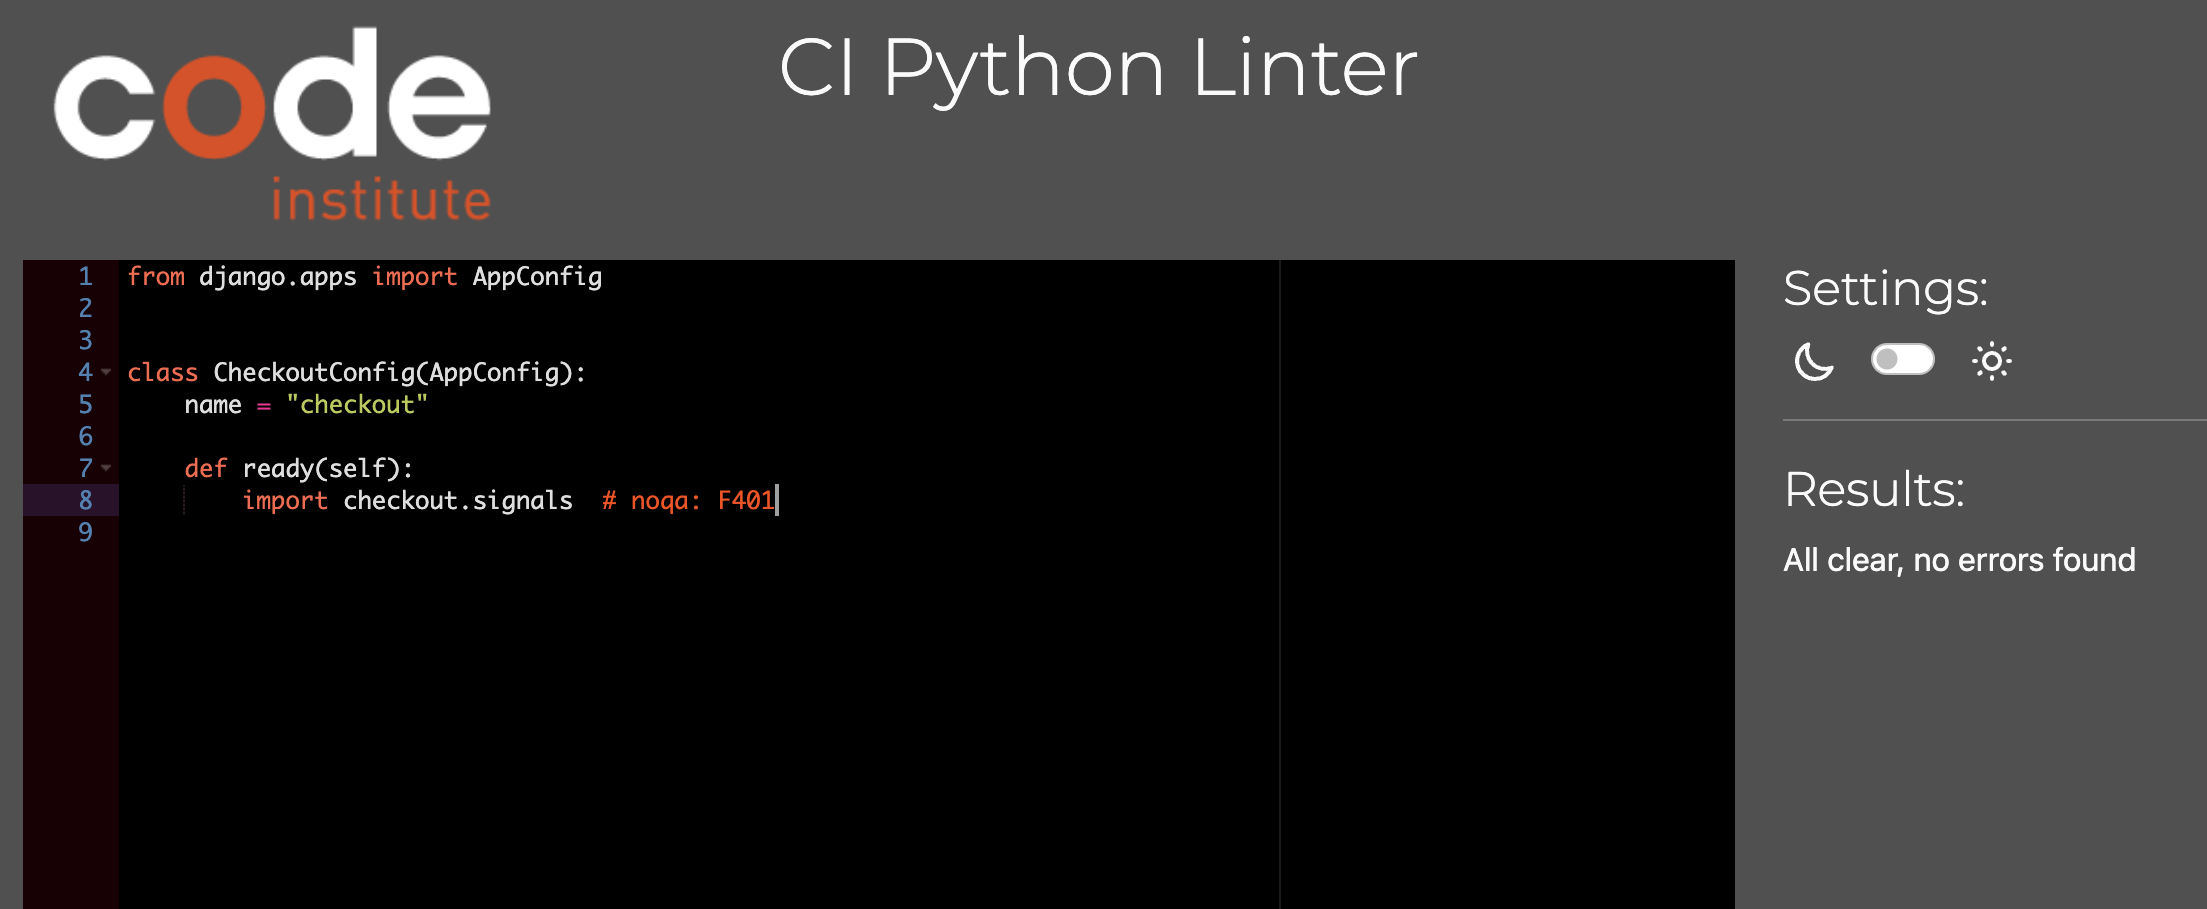 code
institute
CI Python Linter
1 from django.apps import AppConfig
2
3
4 class CheckoutConfig(AppConfig):
5     name = "checkout"
6
7     def ready(self):
8         import checkout.signals  # noqa: F401
9
Settings:
Results:
All clear, no errors found